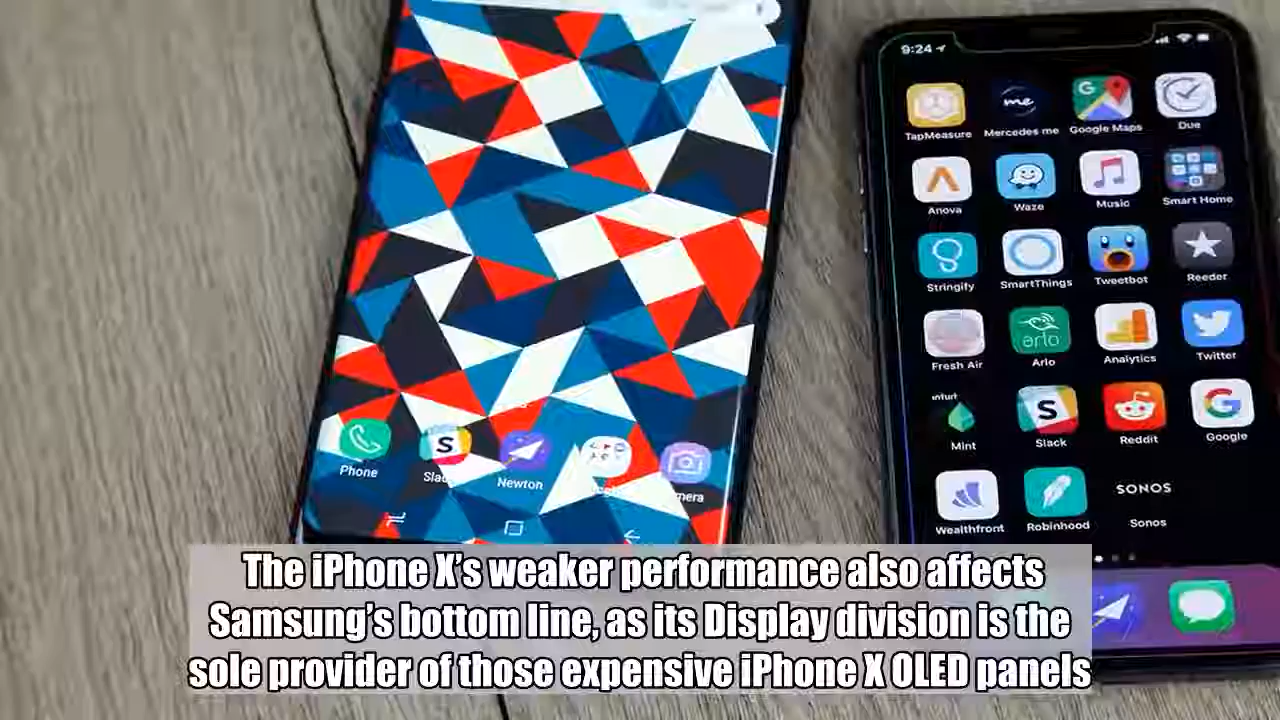 9:24
TapMeasure
Mercedes me
Google Maps
Due
Anova
Waze
Music
Smart Home
Stringify
SmartThings
Tweetbot
Reeder
Fresh Air
Arlo
Analytics
Twitter
Mint
Slack
Reddit
Google
Wealthfront
Robinhood
SONOS
Sonos
me
G
arlo
S
G
Phone
Newton
S
The iPhone X’s weaker performance also affects
Samsung’s bottom line, as its Display division is the
sole provider of those expensive iPhone X OLED panels